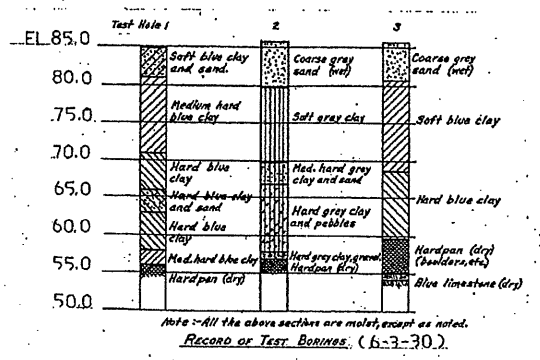 Test Hole 1 2 3
EL.85.0
Soft blue clay
and sand.
Coarse grey
sand (wet)
Coarse grey
sand (wet)
80.0
Medium hard
blue clay
Soft gray clay
Soft blue clay
75.0
70.0
Hard blue
clay
Med. hard grey
clay and sand
65.0
Hard blue clay
and sand
Hard grey clay
and pebbles
Hard blue clay
60.0
Hard blue
clay
Hardpan (dry)
(boulders, etc.)
Med. hard blue clay
Hard grey clay, gravel.
Hardpan (dry)
55.0
Hardpan (dry)
Blue limestone (dry)
50.0
Note :- All the above sections are moist, except as noted.
RECORD OF TEST BORINGS (6-3-30)